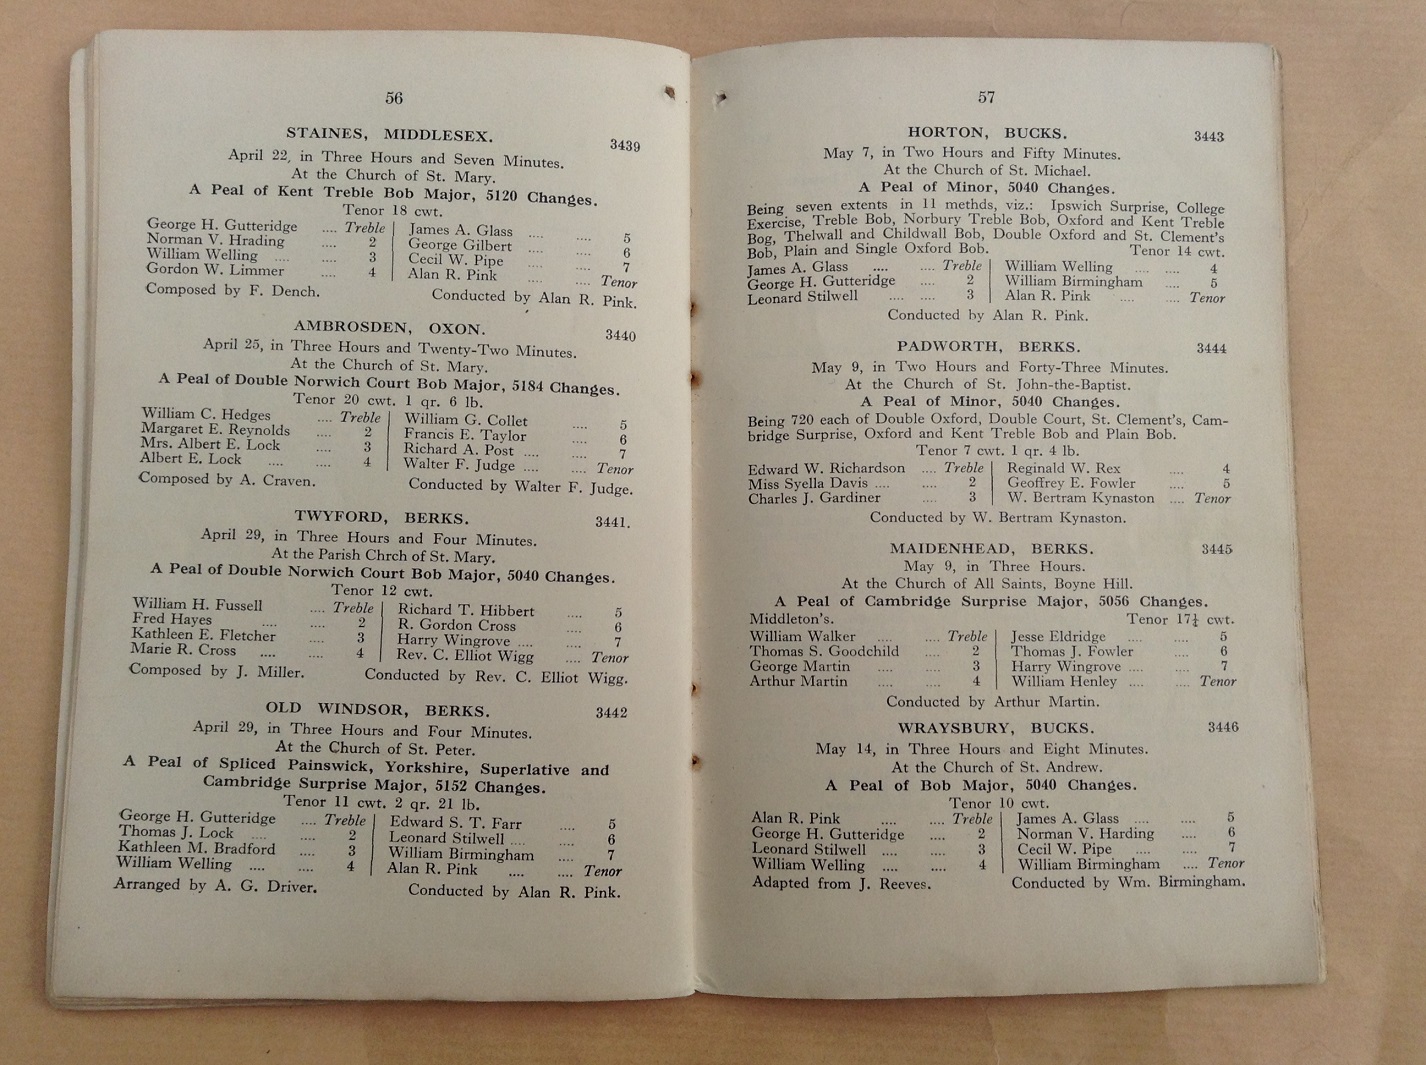 56
STAINES, MIDDLESEX. 3439
April 22, in Three Hours and Seven Minutes.
At the Church of St. Mary.
A Peal of Kent Treble Bob Major, 5120 Changes.
Tenor 18 cwt.
George H. Gutteridge .... Treble James A. Glass .... .... 5
Norman V. Hrading .... 2 George Gilbert .... .... 6
William Welling .... .... 3 Cecil W. Pipe .... .... 7
Gordon W. Limmer .... 4 Alan R. Pink .... .... Tenor
Composed by F. Dench. Conducted by Alan R. Pink.
AMBROSDEN, OXON. 3440
April 25, in Three Hours and Twenty-Two Minutes.
At the Church of St. Mary.
A Peal of Double Norwich Court Bob Major, 5184 Changes.
Tenor 20 cwt. 1 qr. 6 lb.
William C. Hedges .... Treble William G. Collet .... 5
Margaret E. Reynolds .... 2 Francis E. Taylor .... 6
Mrs. Albert E. Lock .... 3 Richard A. Post .... .... 7
Albert E. Lock .... .... 4 Walter F. Judge .... .... Tenor
Composed by A. Craven. Conducted by Walter F. Judge.
TWYFORD, BERKS. 3441.
April 29, in Three Hours and Four Minutes.
At the Parish Chrch of St. Mary.
A Peal of Double Norwich Court Bob Major, 5040 Changes.
Tenor 12 cwt.
William H. Fussell .... Treble Richard T. Hibbert .... 5
Fred Hayes .... .... 2 R. Gordon Cross .... 6
Kathleen E. Fletcher .... 3 Harry Wingrove .... .... 7
Marie R. Cross .... .... 4 Rev. C. Elliot Wigg .... Tenor
Composed by J. Miller. Conducted by Rev. C. Elliot Wigg.
OLD WINDSOR, BERKS. 3442
April 29, in Three Hours and Four Minutes.
At the Church of St. Peter.
A Peal of Spliced Painswick, Yorkshire, Superlative and
Cambridge Surprise Major, 5152 Changes.
Tenor 11 cwt. 2 qr. 21 lb.
George H. Gutteridge .... Treble Edward S. T. Farr .... 5
Thomas J. Lock .... .... 2 Leonard Stilwell .... .... 6
Kathleen M. Bradford .... 3 William Birmingham .... 7
William Welling .... .... 4 Alan R. Pink .... .... Tenor
Arranged by A. G. Driver. Conducted by Alan R. Pink.
57
HORTON, BUCKS. 3443
May 7, in Two Hours and Fifty Minutes.
At the Church of St. Michael.
A Peal of Minor, 5040 Changes.
Being seven extents in 11 methds, viz.: Ipswich Surprise, College
Exercise, Treble Bob, Norbury Treble Bob, Oxford and Kent Treble
Bog, Thelwall and Childwall Bob, Double Oxford and St. Clement's
Bob, Plain and Single Oxford Bob. Tenor 14 cwt.
James A. Glass .... .... Treble William Welling .... .... 4
George H. Gutteridge .... 2 William Birmingham .... 5
Leonard Stilwell .... .... 3 Alan R. Pink .... .... Tenor
Conducted by Alan R. Pink.
PADWORTH, BERKS. 3444
May 9, in Two Hours and Forty-Three Minutes.
At the Church of St. John-the-Baptist.
A Peal of Minor, 5040 Changes.
Being 720 each of Double Oxford, Double Court, St. Clement's, Cam-
bridge Surprise, Oxford and Kent Treble Bob and Plain Bob.
Tenor 7 cwt. 1 qr. 4 lb.
Edward W. Richardson .... Treble Reginald W. Rex .... 4
Miss Syella Davis .... .... 2 Geoffrey E. Fowler .... 5
Charles J. Gardiner .... 3 W. Bertram Kynaston .... Tenor
Conducted by W. Bertram Kynaston.
MAIDENHEAD, BERKS. 3445
May 9, in Three Hours.
At the Church of All Saints, Boyne Hill.
A Peal of Cambridge Surprise Major, 5056 Changes.
Middleton's. Tenor 17¼ cwt.
William Walker .... .... Treble Jesse Eldridge .... 5
Thomas S. Goodchild .... 2 Thomas J. Fowler .... 6
George Martin .... .... 3 Harry Wingrove .... .... 7
Arthur Martin .... .... 4 William Henley .... .... Tenor
Conducted by Arthur Martin.
WRAYSBURY, BUCKS. 3446
May 14, in Three Hours and Eight Minutes.
At the Church of St. Andrew.
A Peal of Bob Major, 5040 Changes.
Tenor 10 cwt.
Alan R. Pink .... .... Treble James A. Glass .... .... 5
George H. Gutteridge .... 2 Norman V. Harding .... 6
Leonard Stilwell .... .... 3 Cecil W. Pipe .... .... 7
William Welling .... .... 4 William Birmingham .... Tenor
Adapted from J. Reeves. Conducted by Wm. Birmingham.